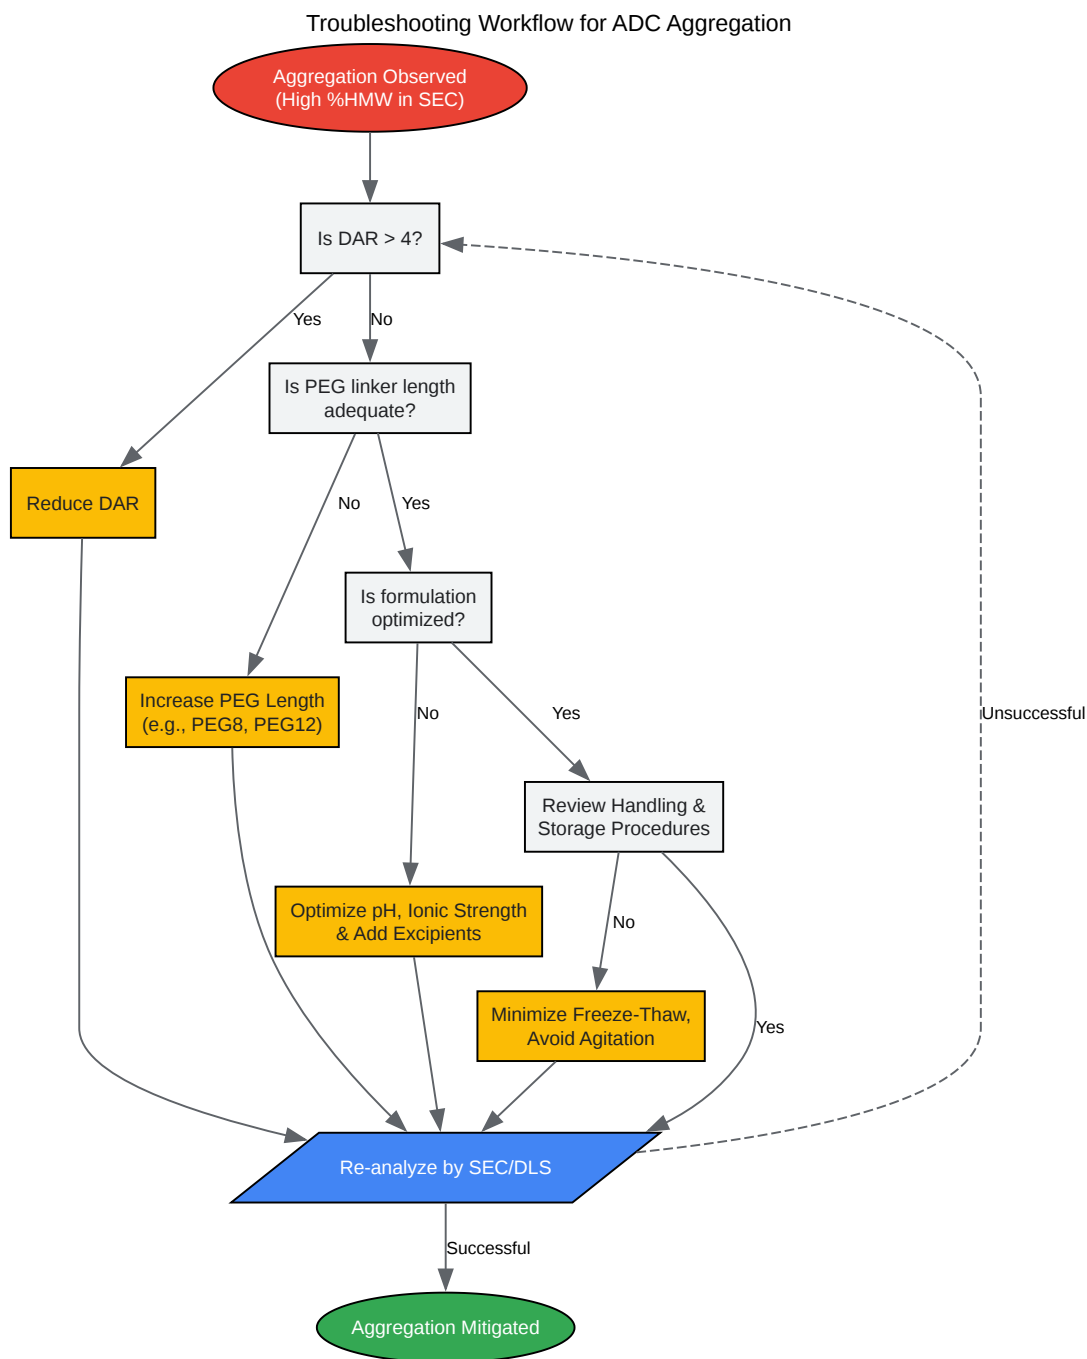 Troubleshooting Workflow for ADC Aggregation
Aggregation Observed
(High %HMW in SEC)
Is DAR > 4?
Yes
No
Is PEG linker length
adequate?
Reduce DAR
No
Yes
Is formulation
optimized?
Increase PEG Length
(e.g., PEG8, PEG12)
No
Yes
Unsuccessful
Review Handling &
Storage Procedures
Optimize pH, Ionic Strength
& Add Excipients
No
Minimize Freeze-Thaw,
Avoid Agitation
Yes
Re-analyze by SEC/DLS
Successful
Aggregation Mitigated